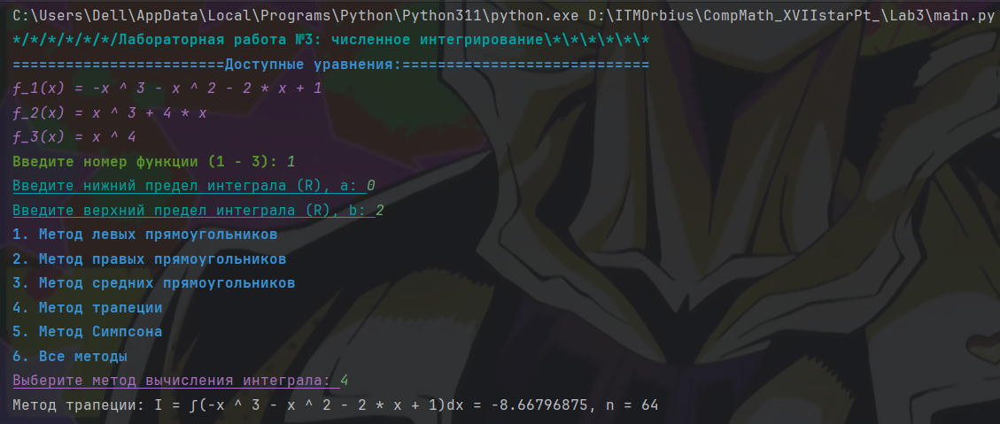 C:\Users\Dell\AppData\Local\Programs\Python\Python311\python.exe D:\ITMOrbius\CompMath_XVIIstarPt_\Lab3\main.py
*/*/*/*/*/*/Лабораторная работа №3: численное интегрирование\*\*\*\*\*\*
========================Доступные уравнения:============================
f_1(x) = -x ^ 3 - x ^ 2 - 2 * x + 1
f_2(x) = x ^ 3 + 4 * x
f_3(x) = x ^ 4
Введите номер функции (1 - 3): 1
Введите нижний предел интеграла (R), a: 0
Введите верхний предел интеграла (R), b: 2
1. Метод левых прямоугольников
2. Метод правых прямоугольников
3. Метод средних прямоугольников
4. Метод трапеции
5. Метод Симпсона
6. Все методы
Выберите метод вычисления интеграла: 4
Метод трапеции: I = ∫(-x ^ 3 - x ^ 2 - 2 * x + 1)dx = -8.66796875, n = 64